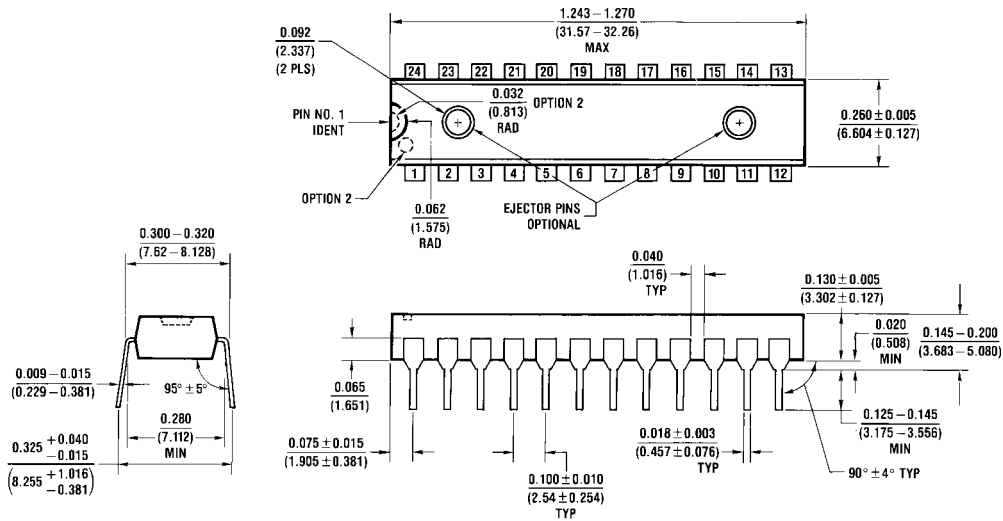 1.243 – 1.270
(31.57 – 32.26)
MAX
0.092
(2.337)
(2 PLS)
24 23 22 21 20 19 18 17 16 15 14 13
0.032
(0.813)
RAD
OPTION 2
PIN NO. 1
IDENT
0.260 ± 0.005
(6.604 ± 0.127)
1 2 3 4 5 6 7 8 9 10 11 12
OPTION 2
0.062
(1.575)
RAD
EJECTOR PINS
OPTIONAL
0.300 – 0.320
(7.62 – 8.128)
0.040
(1.016)
TYP
0.130 ± 0.005
(3.302 ± 0.127)
0.020
(0.508)
MIN
0.145 – 0.200
(3.683 – 5.080)
0.009 – 0.015
(0.229 – 0.381)
95° ± 5°
0.280
(7.112)
MIN
0.065
(1.651)
0.125 – 0.145
(3.175 – 3.556)
0.325 +0.040
–0.015
(8.255 +1.016
–0.381)
0.075 ± 0.015
(1.905 ± 0.381)
0.100 ± 0.010
(2.54 ± 0.254)
TYP
0.018 ± 0.003
(0.457 ± 0.076)
TYP
90° ± 4° TYP